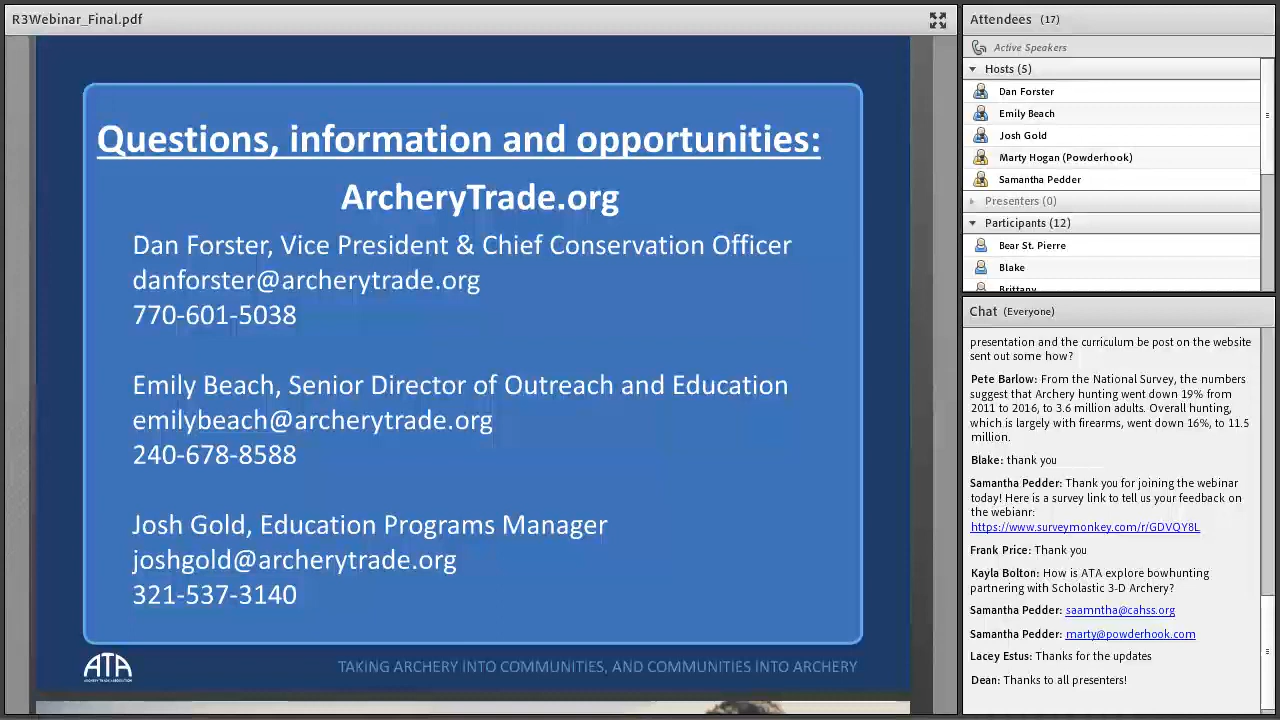 R3Webinar_Final.pdf
Questions, information and opportunities:
ArcheryTrade.org
Dan Forster, Vice President & Chief Conservation Officer
danforster@archerytrade.org
770-601-5038
Emily Beach, Senior Director of Outreach and Education
emilybeach@archerytrade.org
240-678-8588
Josh Gold, Education Programs Manager
joshgold@archerytrade.org
321-537-3140
ATA
ARCHERY TRADE ASSOCIATION
TAKING ARCHERY INTO COMMUNITIES, AND COMMUNITIES INTO ARCHERY
Attendees (17)
Active Speakers
Hosts (5)
Dan Forster
Emily Beach
Josh Gold
Marty Hogan (Powderhook)
Samantha Pedder
Presenters (0)
Participants (12)
Bear St. Pierre
Blake
Brittany
Chat (Everyone)
presentation and the curriculum be post on the website
sent out some how?
Pete Barlow: From the National Survey, the numbers
suggest that Archery hunting went down 19% from
2011 to 2016, to 3.6 million adults. Overall hunting,
which is largely with firearms, went down 16%, to 11.5
million.
Blake: thank you
Samantha Pedder: Thank you for joining the webinar
today! Here is a survey link to tell us your feedback on
the webianr:
https://www.surveymonkey.com/r/GDVQY8L
Frank Price: Thank you
Kayla Bolton: How is ATA explore bowhunting
partnering with Scholastic 3-D Archery?
Samantha Pedder: saamntha@cahss.org
Samantha Pedder: marty@powderhook.com
Lacey Estus: Thanks for the updates
Dean: Thanks to all presenters!